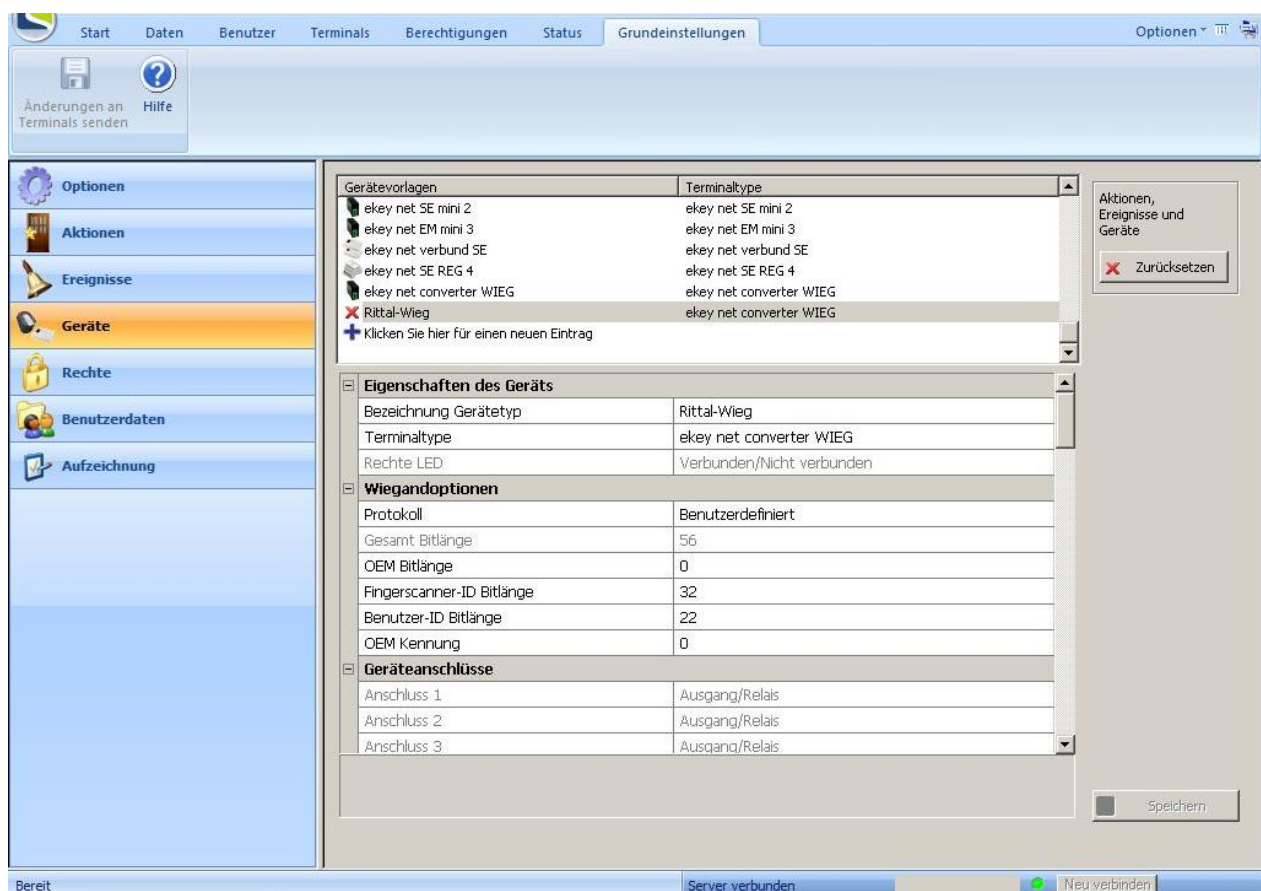 Start Daten Benutzer Terminals Berechtigungen Status Grundeinstellungen Optionen
Änderungen an
Terminals senden
Hilfe
Optionen
Aktionen
Ereignisse
Geräte
Rechte
Benutzerdaten
Aufzeichnung
Gerätevorlagen Terminaltype
ekey net SE mini 2 ekey net SE mini 2
ekey net EM mini 3 ekey net EM mini 3
ekey net verbund SE ekey net verbund SE
ekey net SE REG 4 ekey net SE REG 4
ekey net converter WIEG ekey net converter WIEG
Rittal-Wieg ekey net converter WIEG
Klicken Sie hier für einen neuen Eintrag
Eigenschaften des Geräts
Bezeichnung Gerätetyp Rittal-Wieg
Terminaltype ekey net converter WIEG
Rechte LED Verbunden/Nicht verbunden
Wiegandoptionen
Protokoll Benutzerdefiniert
Gesamt Bitlänge 56
OEM Bitlänge 0
Fingerscanner-ID Bitlänge 32
Benutzer-ID Bitlänge 22
OEM Kennung 0
Geräteanschlüsse
Anschluss 1 Ausgang/Relais
Anschluss 2 Ausgang/Relais
Anschluss 3 Ausgang/Relais
Aktionen,
Ereignisse und
Geräte
Zurücksetzen
Speichern
Bereit Server verbunden Neu verbinden